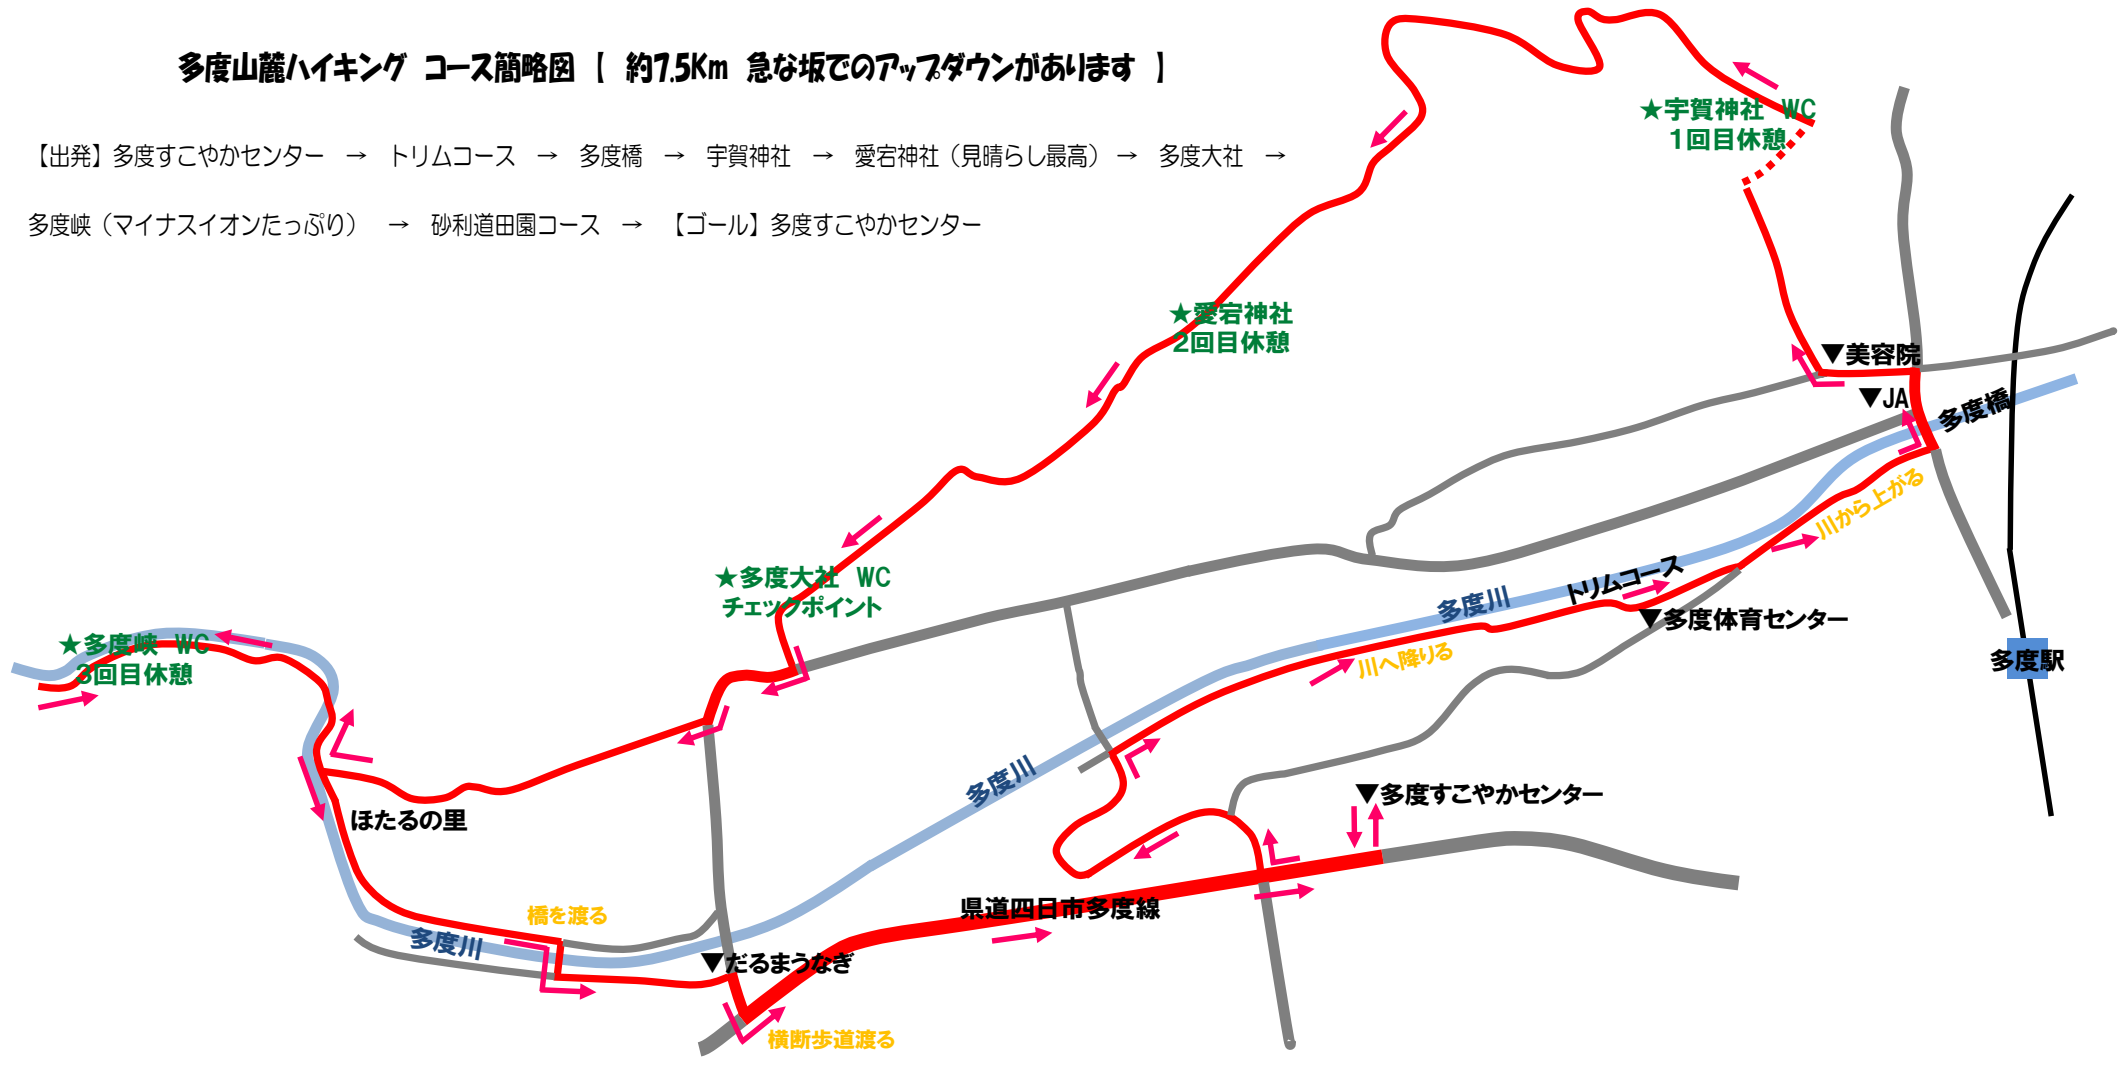 多度山麓ハイキング コース簡略図【 約7.5Km 急な坂でのアップダウンがあります 】
【出発】多度すこやかセンター → トリムコース → 多度橋 → 宇賀神社 → 愛宕神社（見晴らし最高） → 多度大社 →
多度峡（マイナスイオンたっぷり） → 砂利道田園コース → 【ゴール】多度すこやかセンター
★宇賀神社 WC
1回目休憩
★愛宕神社
2回目休憩
▼美容院
▼JA
多度橋
川から上がる
★多度大社 WC
チェックポイント
トリムコース
多度川
▼多度体育センター
★多度峡 WC
3回目休憩
川へ降りる
多度駅
多度川
▼多度すこやかセンター
ほたるの里
県道四日市多度線
橋を渡る
多度川
▼だるまうなぎ
横断歩道渡る